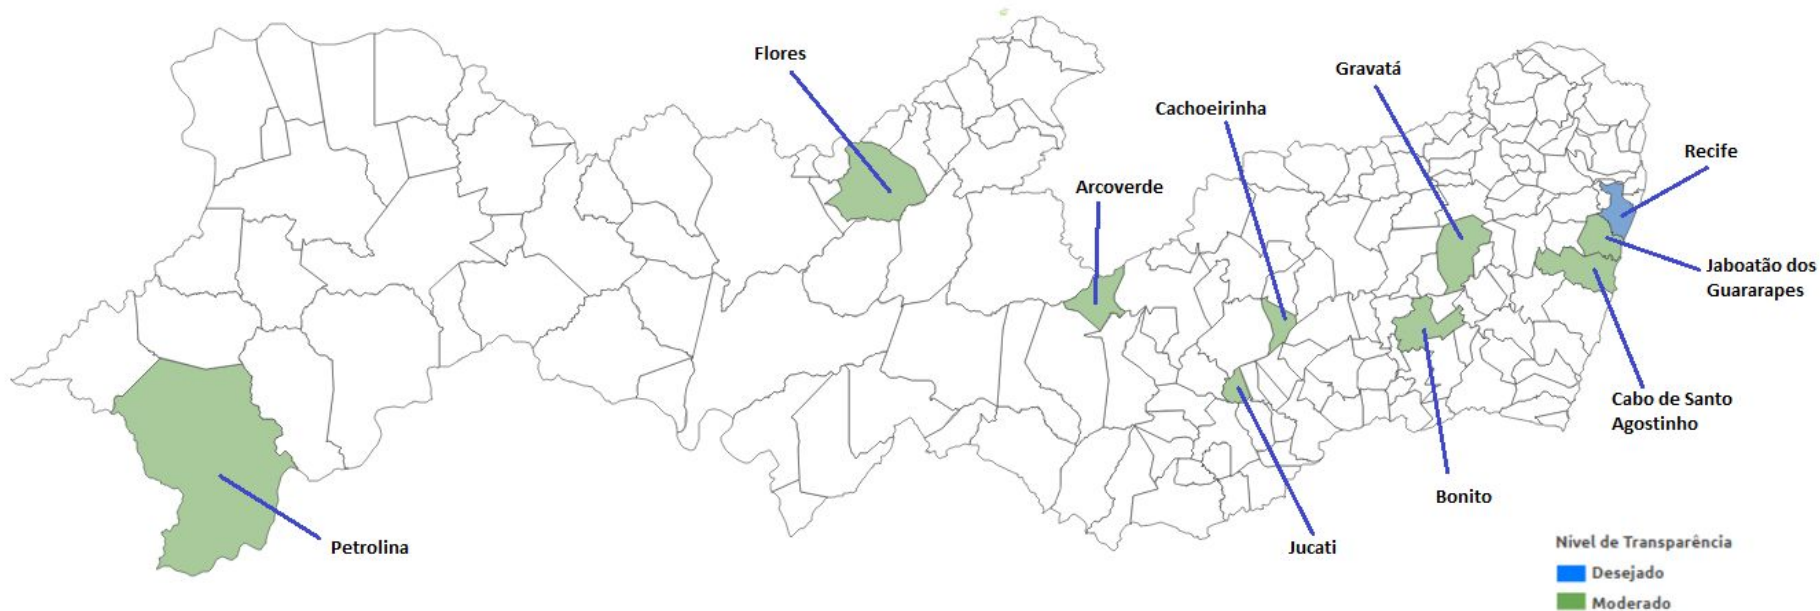 Flores
Gravatá
Cachoeirinha
Recife
Arcoverde
Jaboatão dos
Guararapes
Cabo de Santo
Agostinho
Bonito
Petrolina
Jucati
Nível de Transparência
Desejado
Moderado